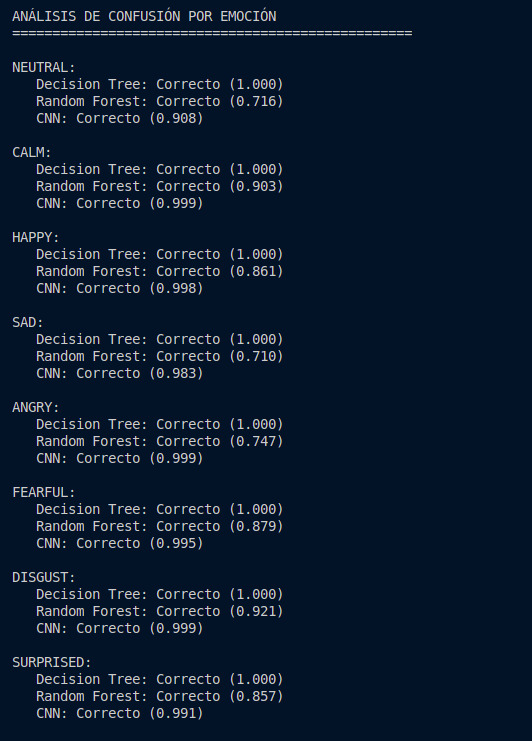 ANÁLISIS DE CONFUSIÓN POR EMOCIÓN
==================================================
NEUTRAL:
Decision Tree: Correcto (1.000)
Random Forest: Correcto (0.716)
CNN: Correcto (0.908)
CALM:
Decision Tree: Correcto (1.000)
Random Forest: Correcto (0.903)
CNN: Correcto (0.999)
HAPPY:
Decision Tree: Correcto (1.000)
Random Forest: Correcto (0.861)
CNN: Correcto (0.998)
SAD:
Decision Tree: Correcto (1.000)
Random Forest: Correcto (0.710)
CNN: Correcto (0.983)
ANGRY:
Decision Tree: Correcto (1.000)
Random Forest: Correcto (0.747)
CNN: Correcto (0.999)
FEARFUL:
Decision Tree: Correcto (1.000)
Random Forest: Correcto (0.879)
CNN: Correcto (0.995)
DISGUST:
Decision Tree: Correcto (1.000)
Random Forest: Correcto (0.921)
CNN: Correcto (0.999)
SURPRISED:
Decision Tree: Correcto (1.000)
Random Forest: Correcto (0.857)
CNN: Correcto (0.991)